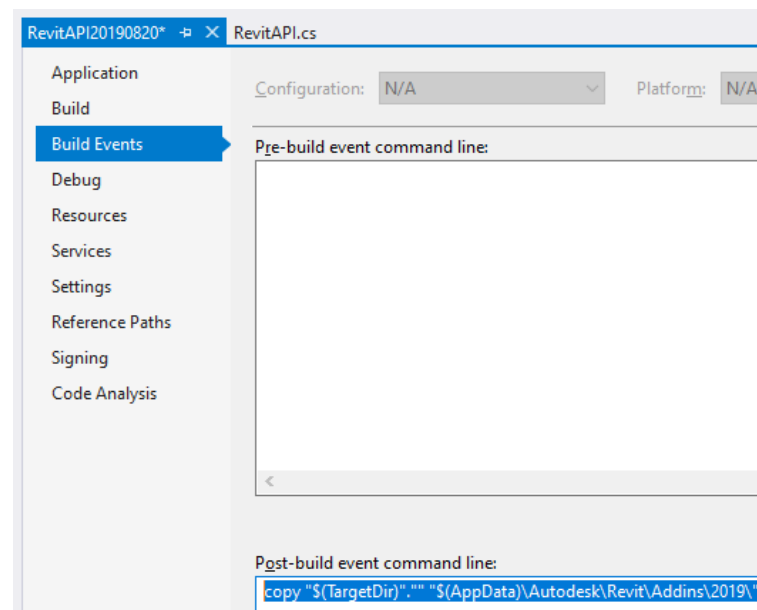 RevitAPI20190820*
RevitAPI.cs
Application
Build
Build Events
Debug
Resources
Services
Settings
Reference Paths
Signing
Code Analysis
Configuration: N/A Platform: N/A
Pre-build event command line:
Post-build event command line:
copy "$(TargetDir)"."" "$(AppData)\Autodesk\Revit\Addins\2019\"